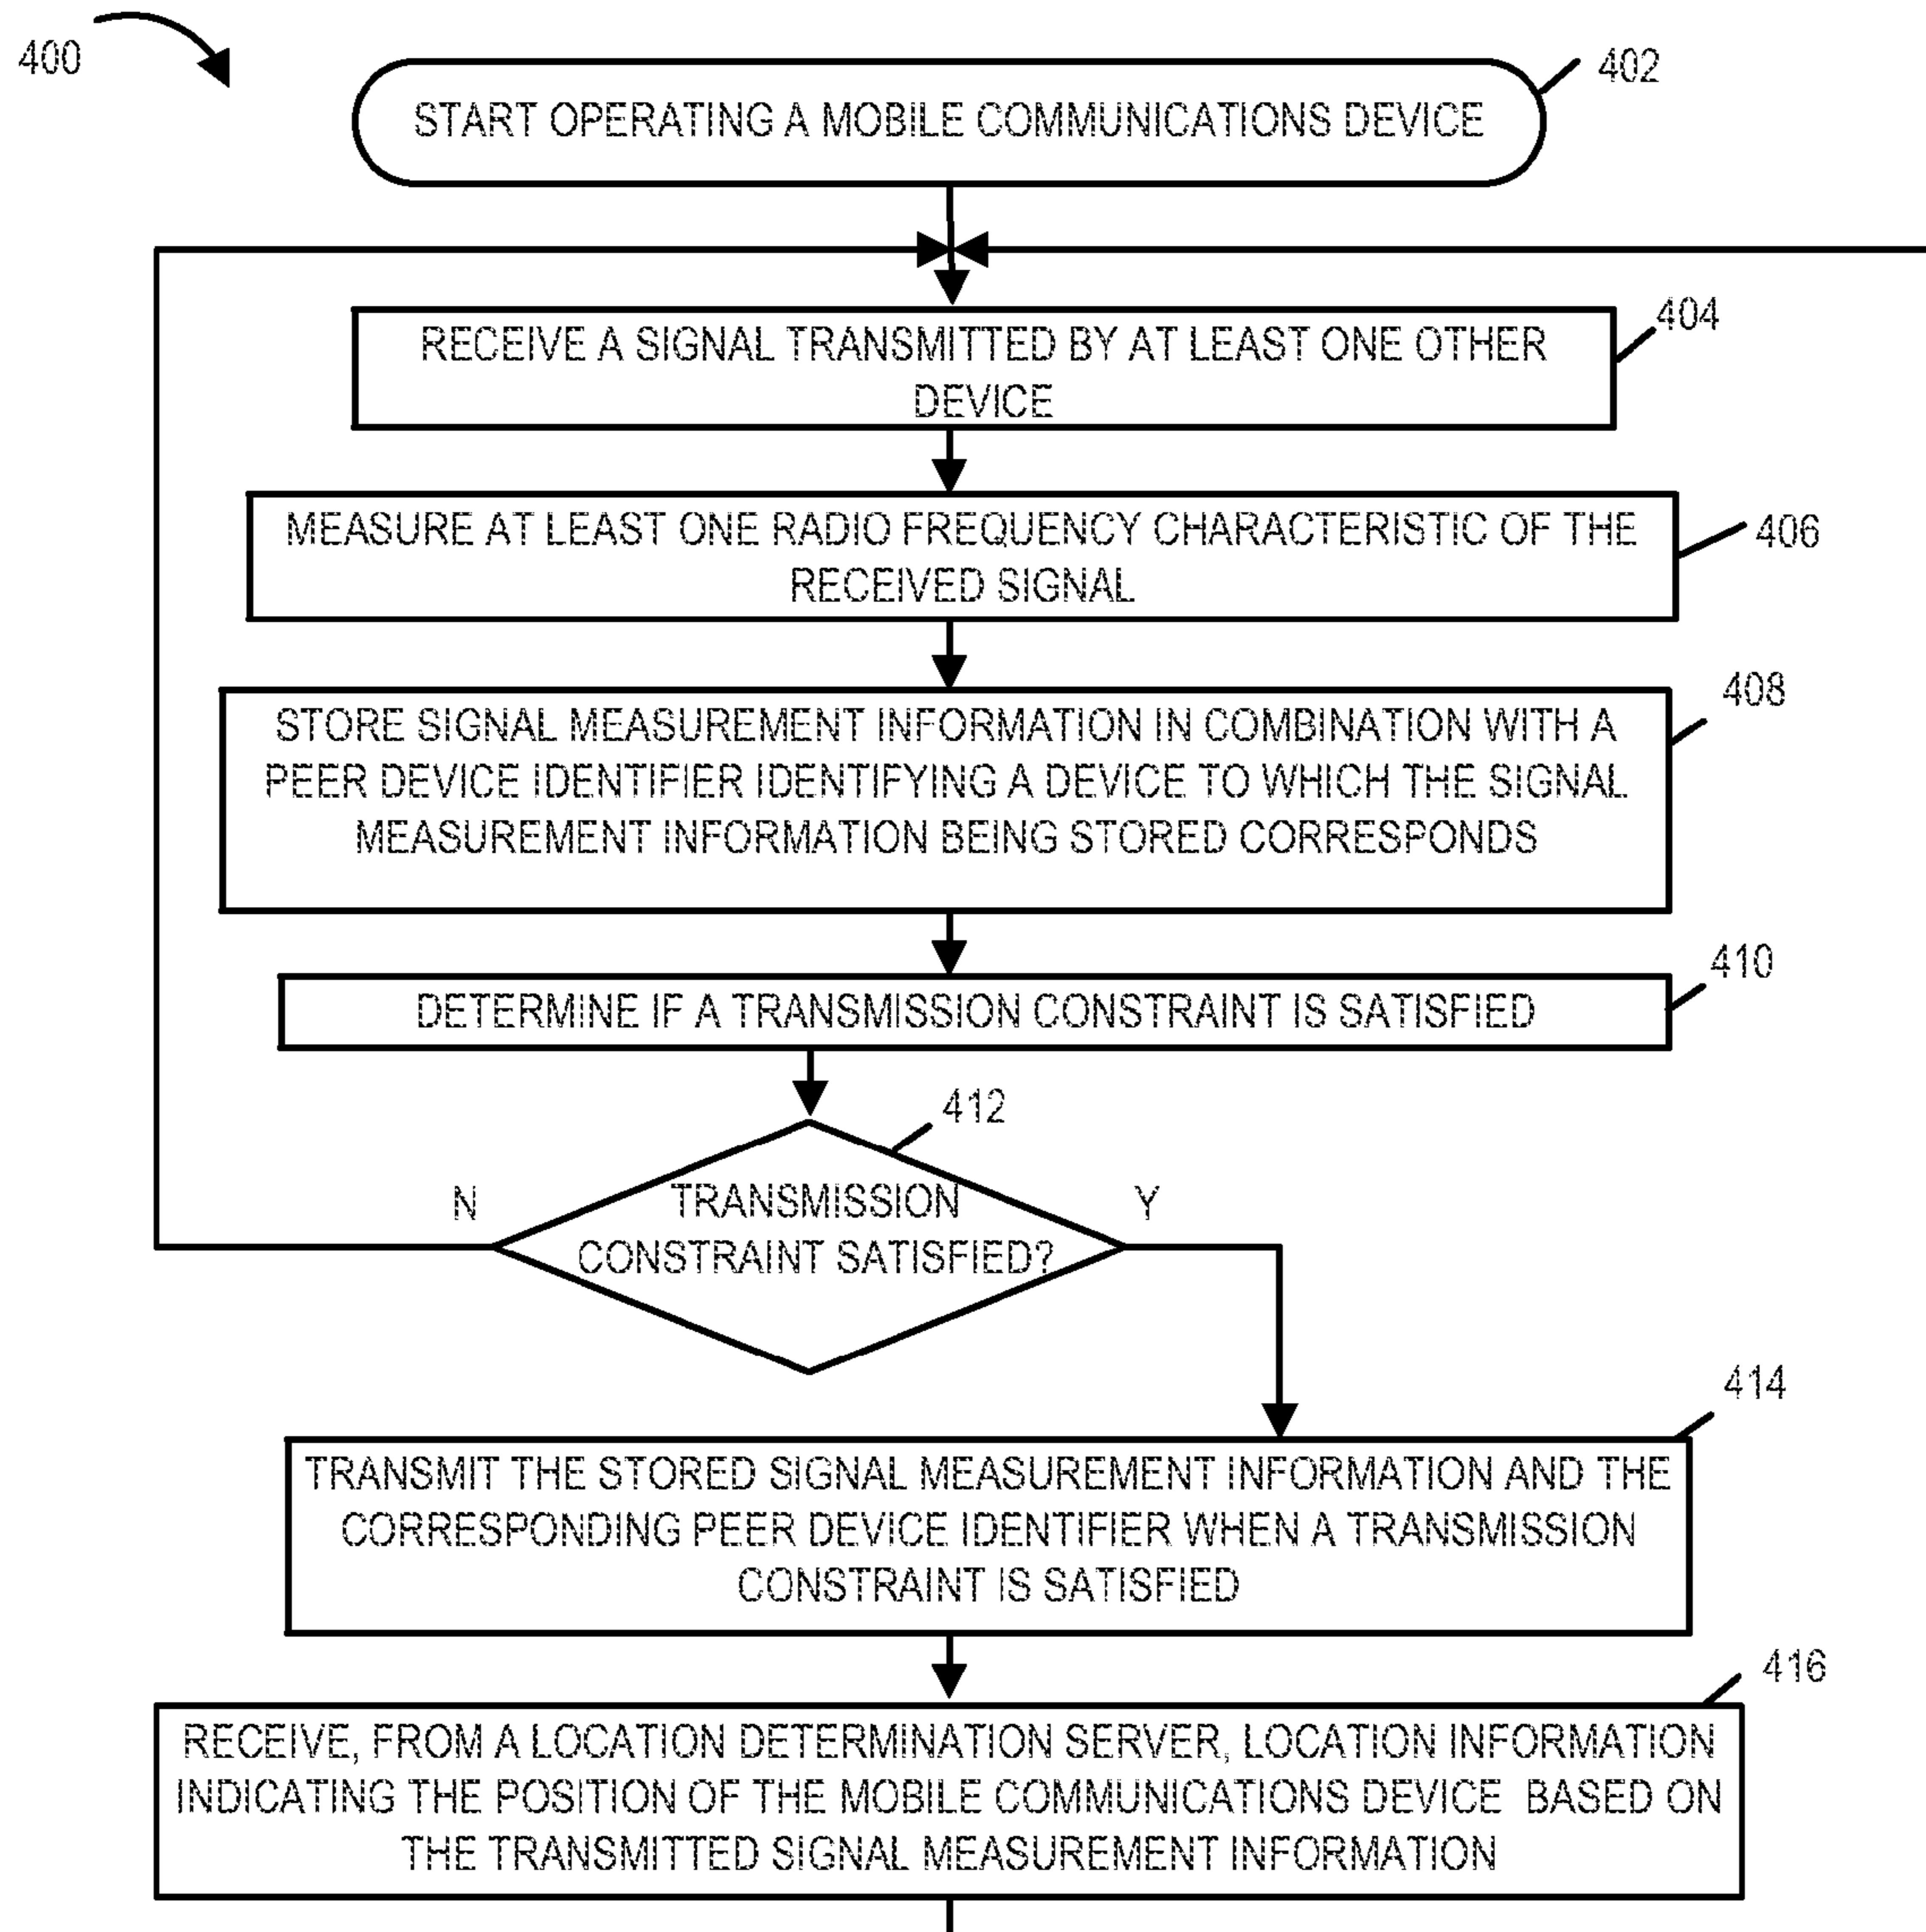 400
402
START OPERATING A MOBILE COMMUNICATIONS DEVICE
404
RECEIVE A SIGNAL TRANSMITTED BY AT LEAST ONE OTHER
DEVICE
406
MEASURE AT LEAST ONE RADIO FREQUENCY CHARACTERISTIC OF THE
RECEIVED SIGNAL
408
STORE SIGNAL MEASUREMENT INFORMATION IN COMBINATION WITH A
PEER DEVICE IDENTIFIER IDENTIFYING A DEVICE TO WHICH THE SIGNAL
MEASUREMENT INFORMATION BEING STORED CORRESPONDS
410
DETERMINE IF A TRANSMISSION CONSTRAINT IS SATISFIED
412
N
TRANSMISSION
CONSTRAINT SATISFIED?
Y
414
TRANSMIT THE STORED SIGNAL MEASUREMENT INFORMATION AND THE
CORRESPONDING PEER DEVICE IDENTIFIER WHEN A TRANSMISSION
CONSTRAINT IS SATISFIED
416
RECEIVE, FROM A LOCATION DETERMINATION SERVER, LOCATION INFORMATION
INDICATING THE POSITION OF THE MOBILE COMMUNICATIONS DEVICE BASED ON
THE TRANSMITTED SIGNAL MEASUREMENT INFORMATION